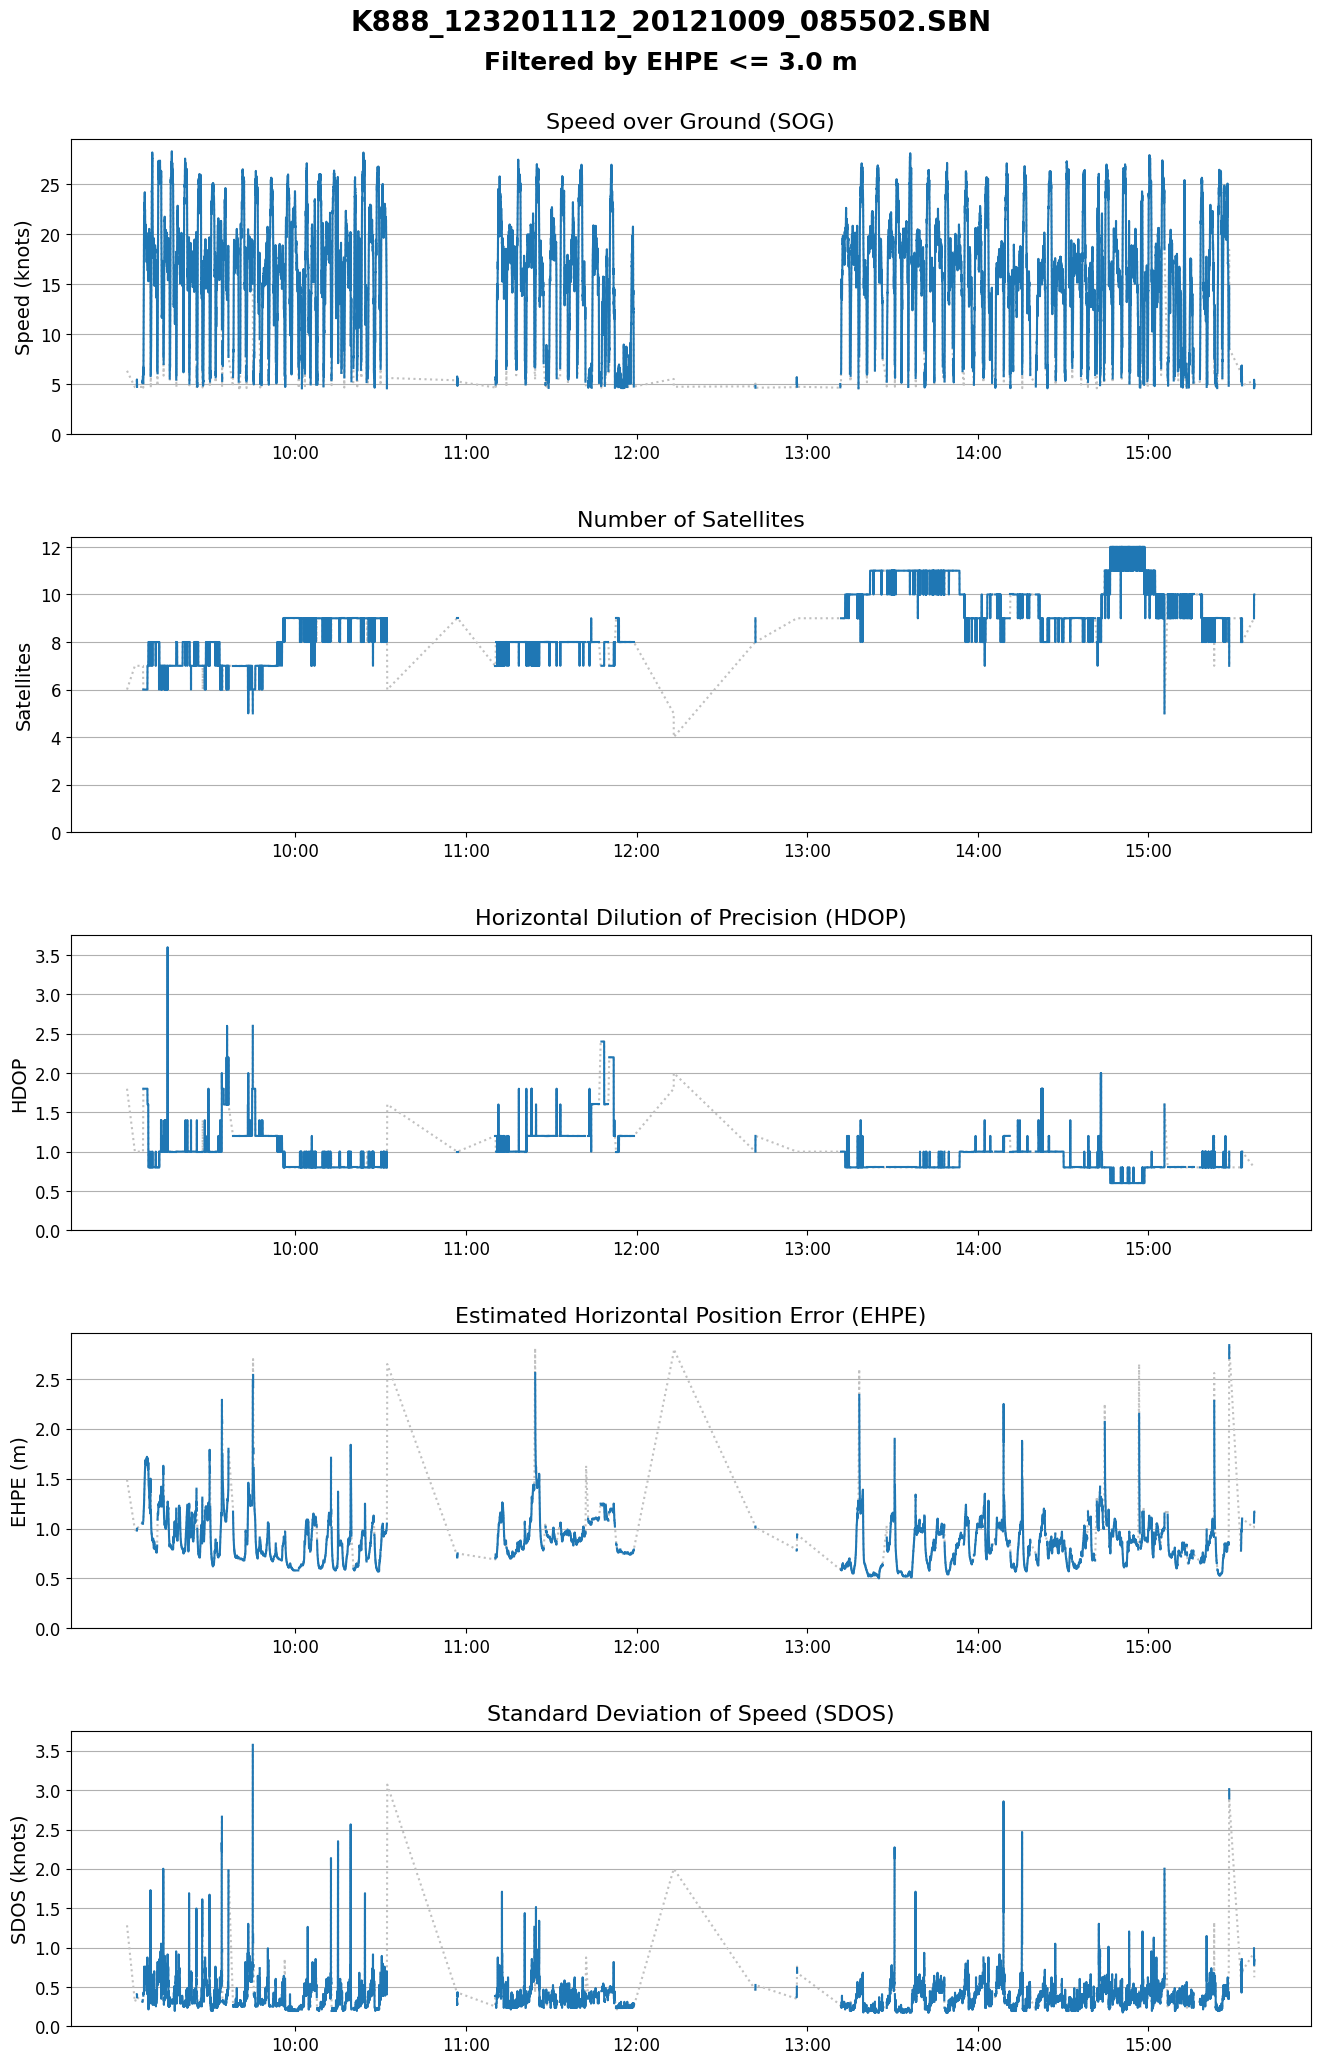 K888_123201112_20121009_085502.SBN
Filtered by EHPE <= 3.0 m
Speed over Ground (SOG)
Speed (knots)
25
20
15
10
5
0
10:00 11:00 12:00 13:00 14:00 15:00
Number of Satellites
Satellites
12
10
8
6
4
2
0
10:00 11:00 12:00 13:00 14:00 15:00
Horizontal Dilution of Precision (HDOP)
HDOP
3.5
3.0
2.5
2.0
1.5
1.0
0.5
0.0
10:00 11:00 12:00 13:00 14:00 15:00
Estimated Horizontal Position Error (EHPE)
EHPE (m)
2.5
2.0
1.5
1.0
0.5
0.0
10:00 11:00 12:00 13:00 14:00 15:00
Standard Deviation of Speed (SDOS)
SDOS (knots)
3.5
3.0
2.5
2.0
1.5
1.0
0.5
0.0
10:00 11:00 12:00 13:00 14:00 15:00